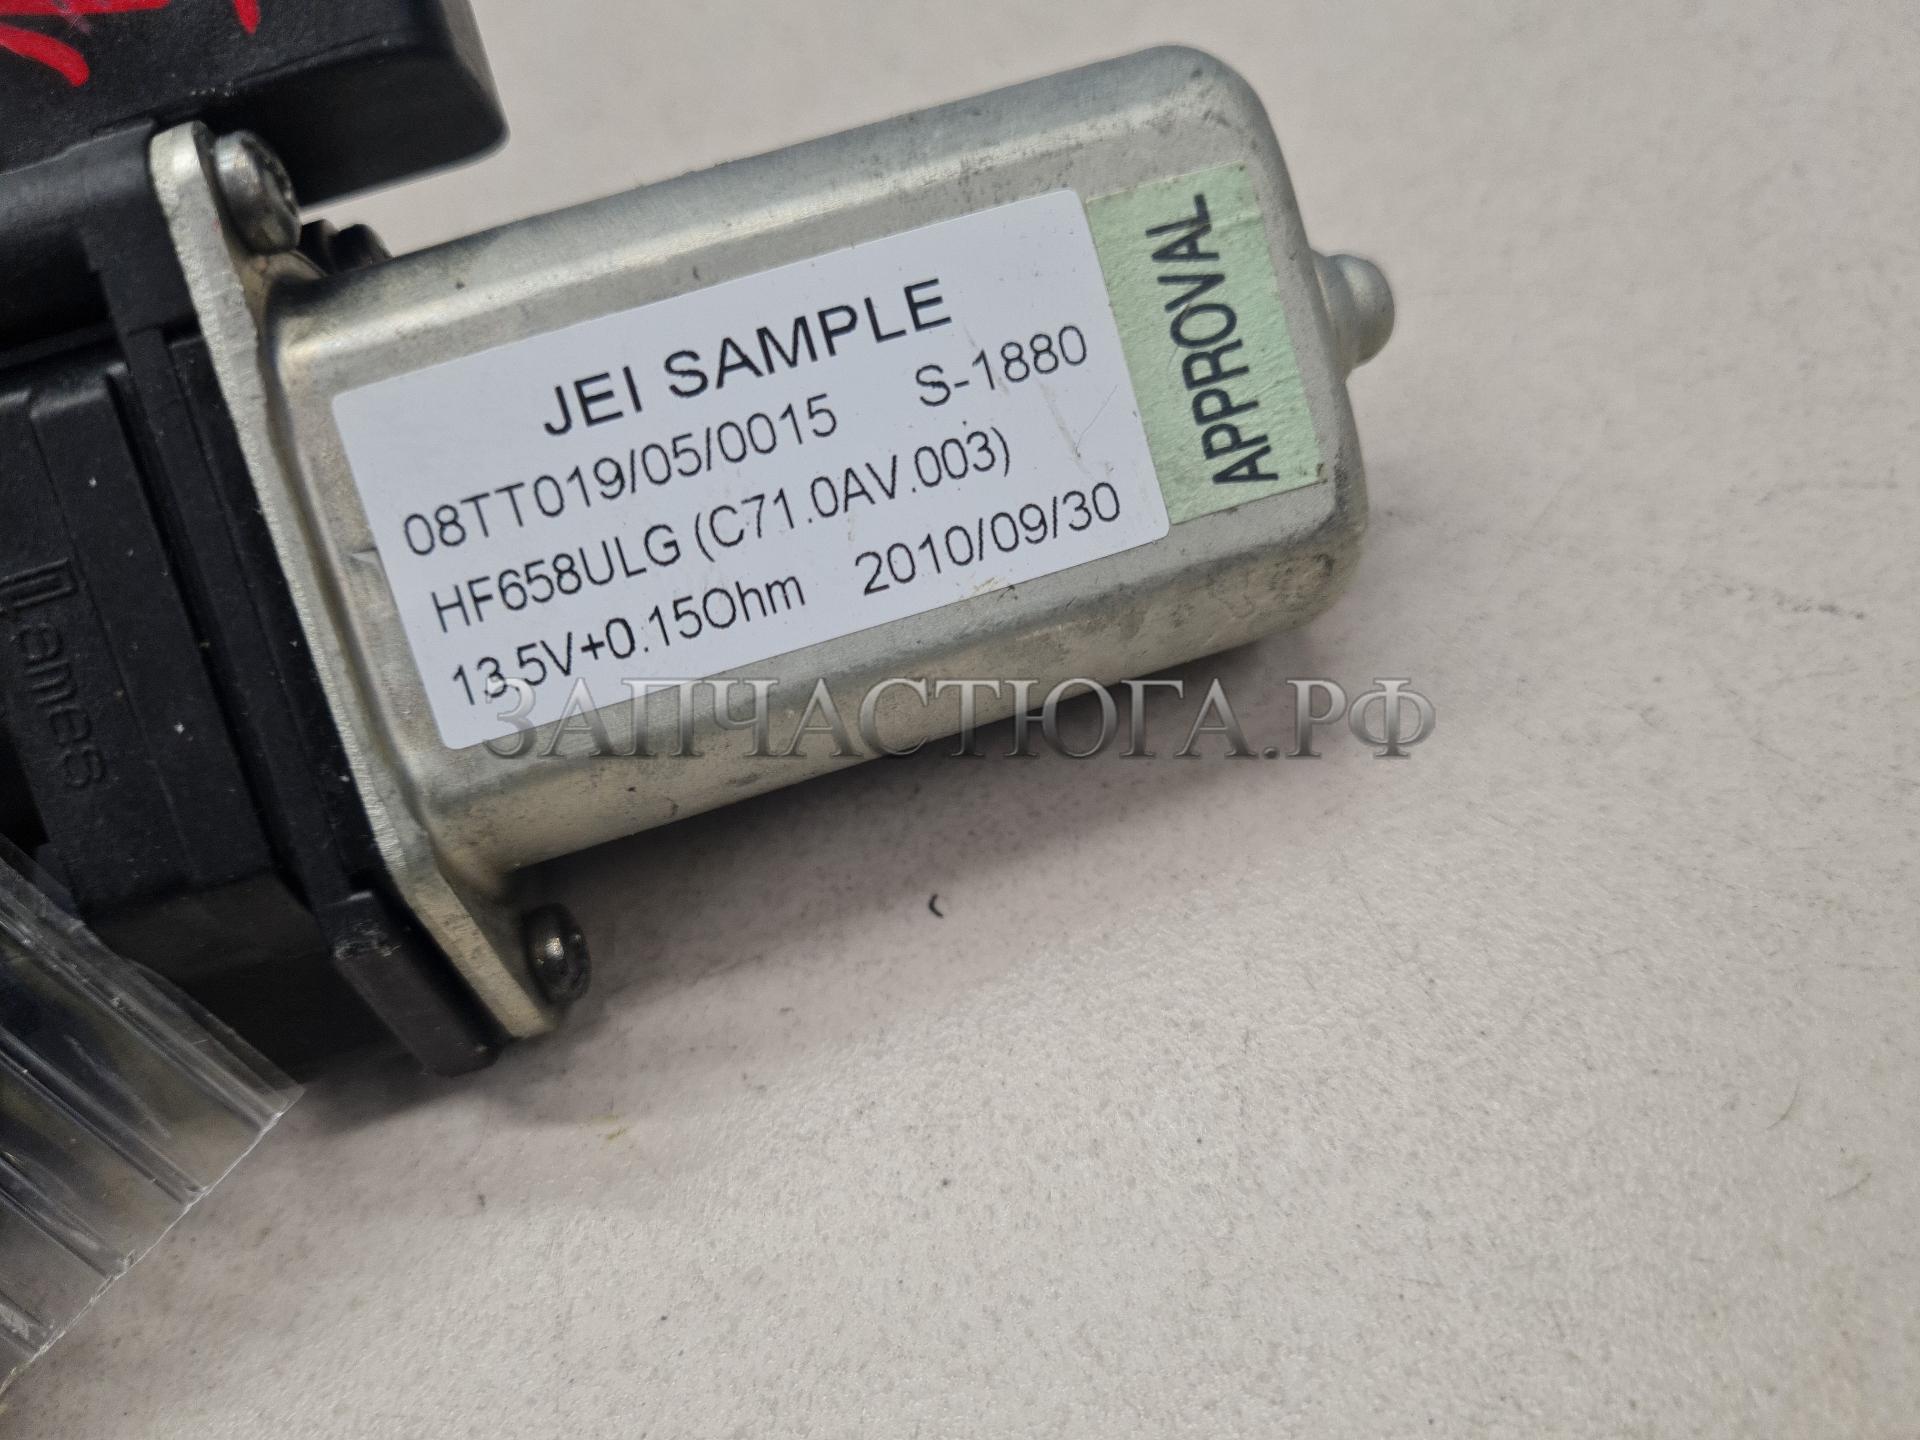 JEI SAMPLE
08TT019/05/0015 S-1880
HF658ULG (C71.0AV.003)
13.5V+0.15Ohm 2010/09/30
APPROVAL
James
ЗАПЧАСТЮГА.РФ